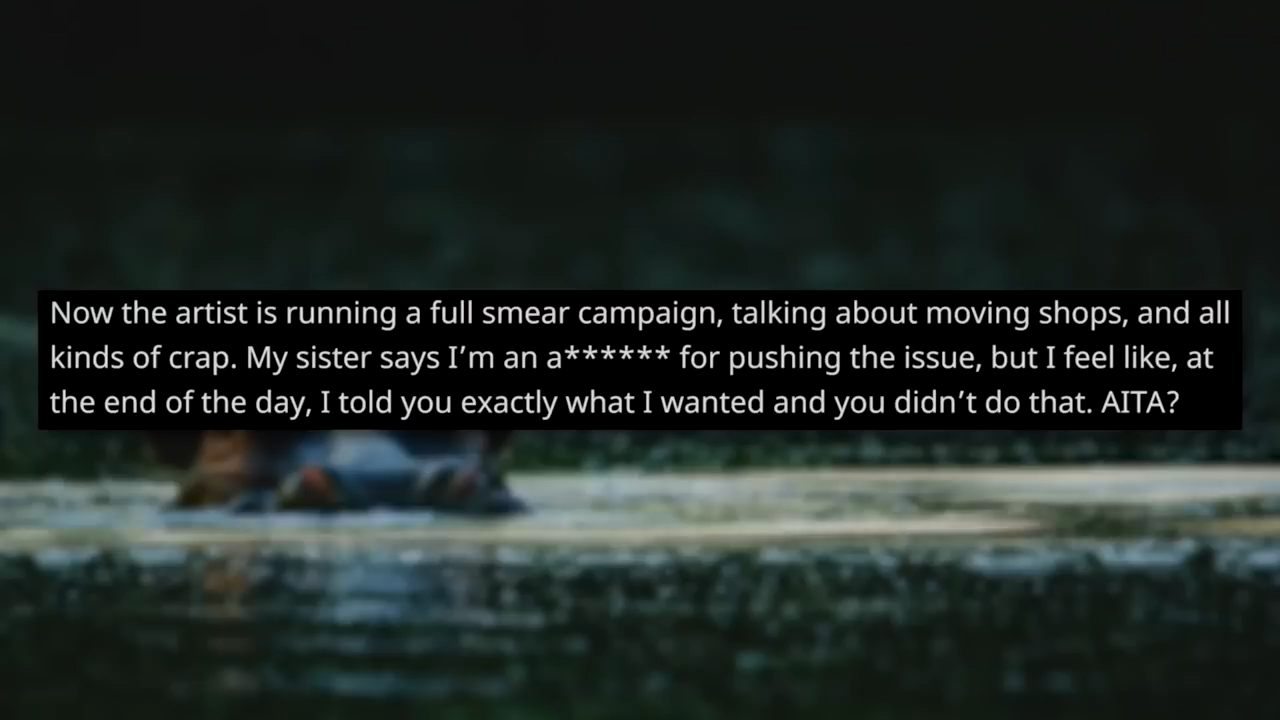 Now the artist is running a full smear campaign, talking about moving shops, and all
kinds of crap. My sister says I’m an a****** for pushing the issue, but I feel like, at
the end of the day, I told you exactly what I wanted and you didn’t do that. AITA?